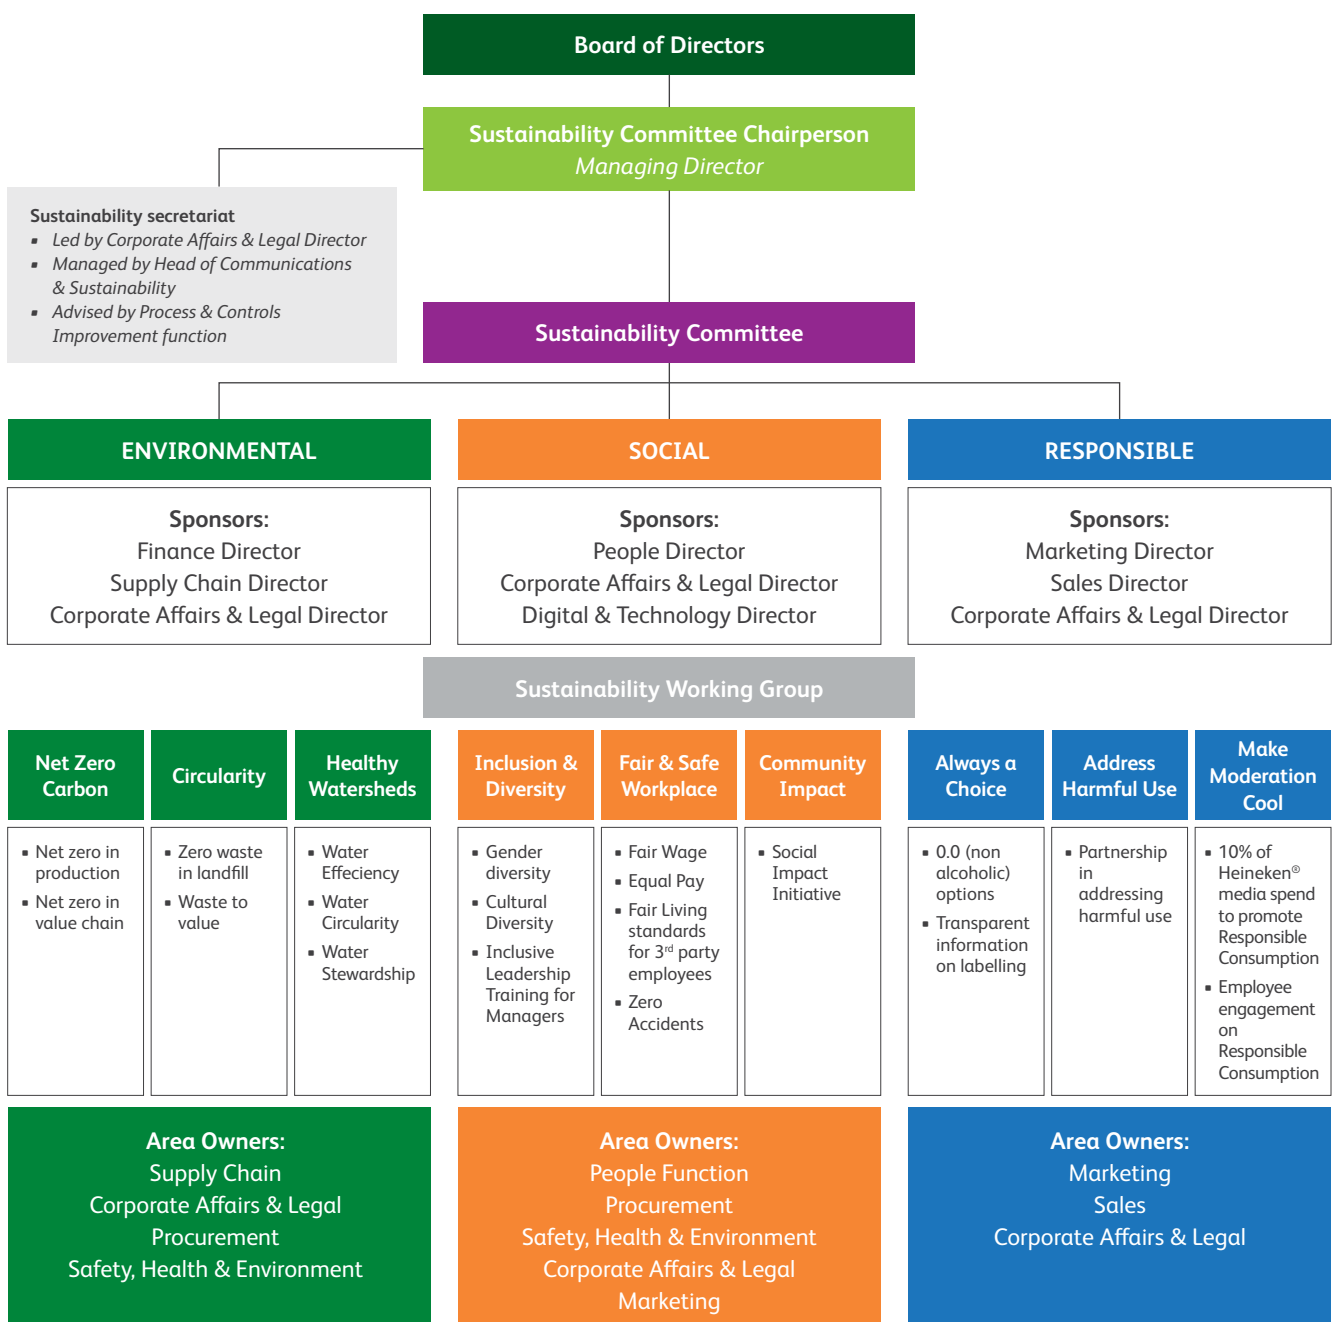 Board of Directors
Sustainability Committee Chairperson
Managing Director
Sustainability secretariat
▪ Led by Corporate Affairs & Legal Director
▪ Managed by Head of Communications
& Sustainability
▪ Advised by Process & Controls
Improvement function
Sustainability Committee
ENVIRONMENTAL
Sponsors:
Finance Director
Supply Chain Director
Corporate Affairs & Legal Director
SOCIAL
Sponsors:
People Director
Corporate Affairs & Legal Director
Digital & Technology Director
RESPONSIBLE
Sponsors:
Marketing Director
Sales Director
Corporate Affairs & Legal Director
Sustainability Working Group
Net Zero
Carbon
▪ Net zero in
production
▪ Net zero in
value chain
Circularity
▪ Zero waste
in landfill
▪ Waste to
value
Healthy
Watersheds
▪ Water
Effeciency
▪ Water
Circularity
▪ Water
Stewardship
Inclusion &
Diversity
▪ Gender
diversity
▪ Cultural
Diversity
▪ Inclusive
Leadership
Training for
Managers
Fair & Safe
Workplace
▪ Fair Wage
▪ Equal Pay
▪ Fair Living
standards
for 3rd party
employees
▪ Zero
Accidents
Community
Impact
▪ Social
Impact
Initiative
Always a
Choice
▪ 0.0 (non
alcoholic)
options
▪ Transparent
information
on labelling
Address
Harmful Use
▪ Partnership
in
addressing
harmful use
Make
Moderation
Cool
▪ 10% of
Heineken®
media spend
to promote
Responsible
Consumption
▪ Employee
engagement
on
Responsible
Consumption
Area Owners:
Supply Chain
Corporate Affairs & Legal
Procurement
Safety, Health & Environment
Area Owners:
People Function
Procurement
Safety, Health & Environment
Corporate Affairs & Legal
Marketing
Area Owners:
Marketing
Sales
Corporate Affairs & Legal